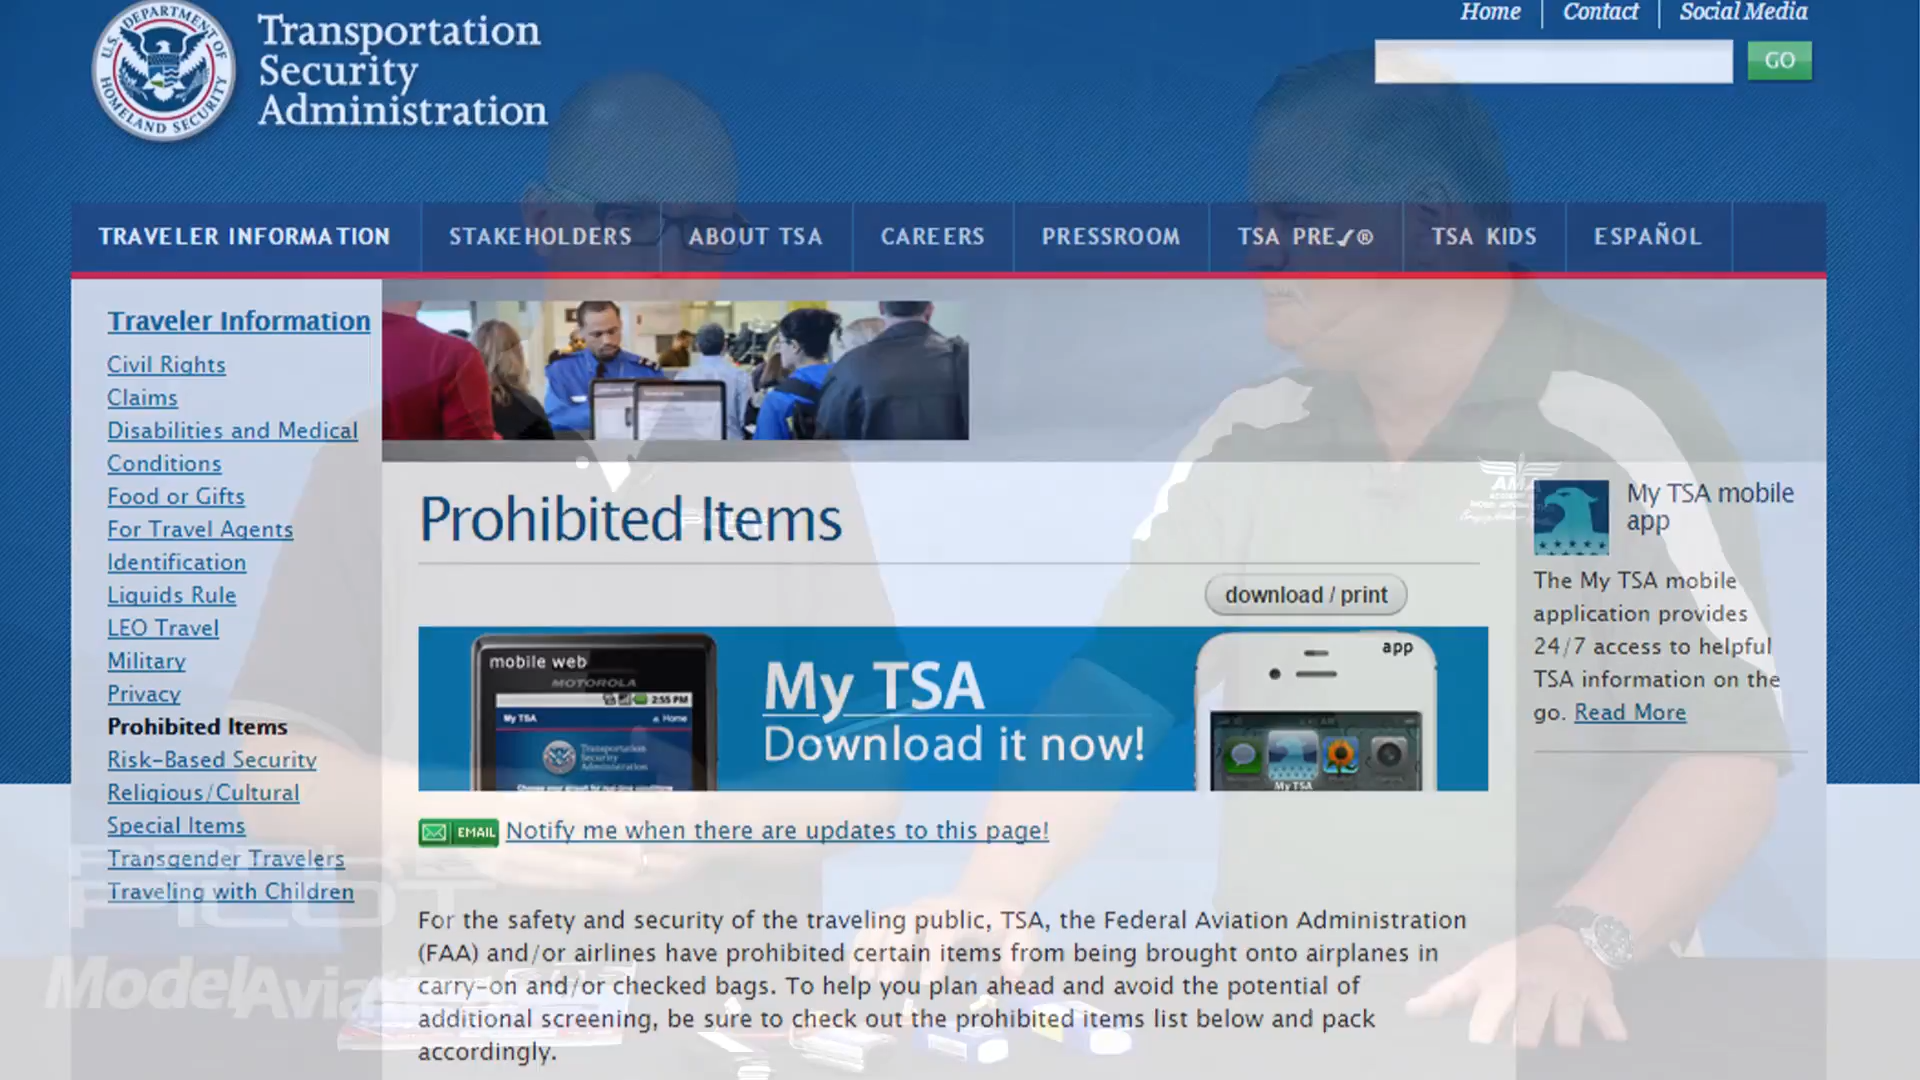 Home
Contact
Social Media
U.S. DEPARTMENT OF
HOMELAND SECURITY
Transportation
Security
Administration
GO
TRAVELER INFORMATION
STAKEHOLDERS
ABOUT TSA
CAREERS
PRESSROOM
TSA PRE✓®
TSA KIDS
ESPAÑOL
Traveler Information
Civil Rights
Claims
Disabilities and Medical
Conditions
Food or Gifts
For Travel Agents
Identification
Liquids Rule
LEO Travel
Military
Privacy
Prohibited Items
Risk-Based Security
Religious/Cultural
Special Items
Transgender Travelers
Traveling with Children
Prohibited Items
download / print
mobile web
MOTOROLA
2:55 PM
My TSA
Home
Transportation
Security
Administration
My TSA
Download it now!
app
My TSA
EMAIL
Notify me when there are updates to this page!
For the safety and security of the traveling public, TSA, the Federal Aviation Administration
(FAA) and/or airlines have prohibited certain items from being brought onto airplanes in
carry-on and/or checked bags. To help you plan ahead and avoid the potential of
additional screening, be sure to check out the prohibited items list below and pack
accordingly.
AMA
My TSA mobile
app
The My TSA mobile
application provides
24/7 access to helpful
TSA information on the
go. Read More
PILOT